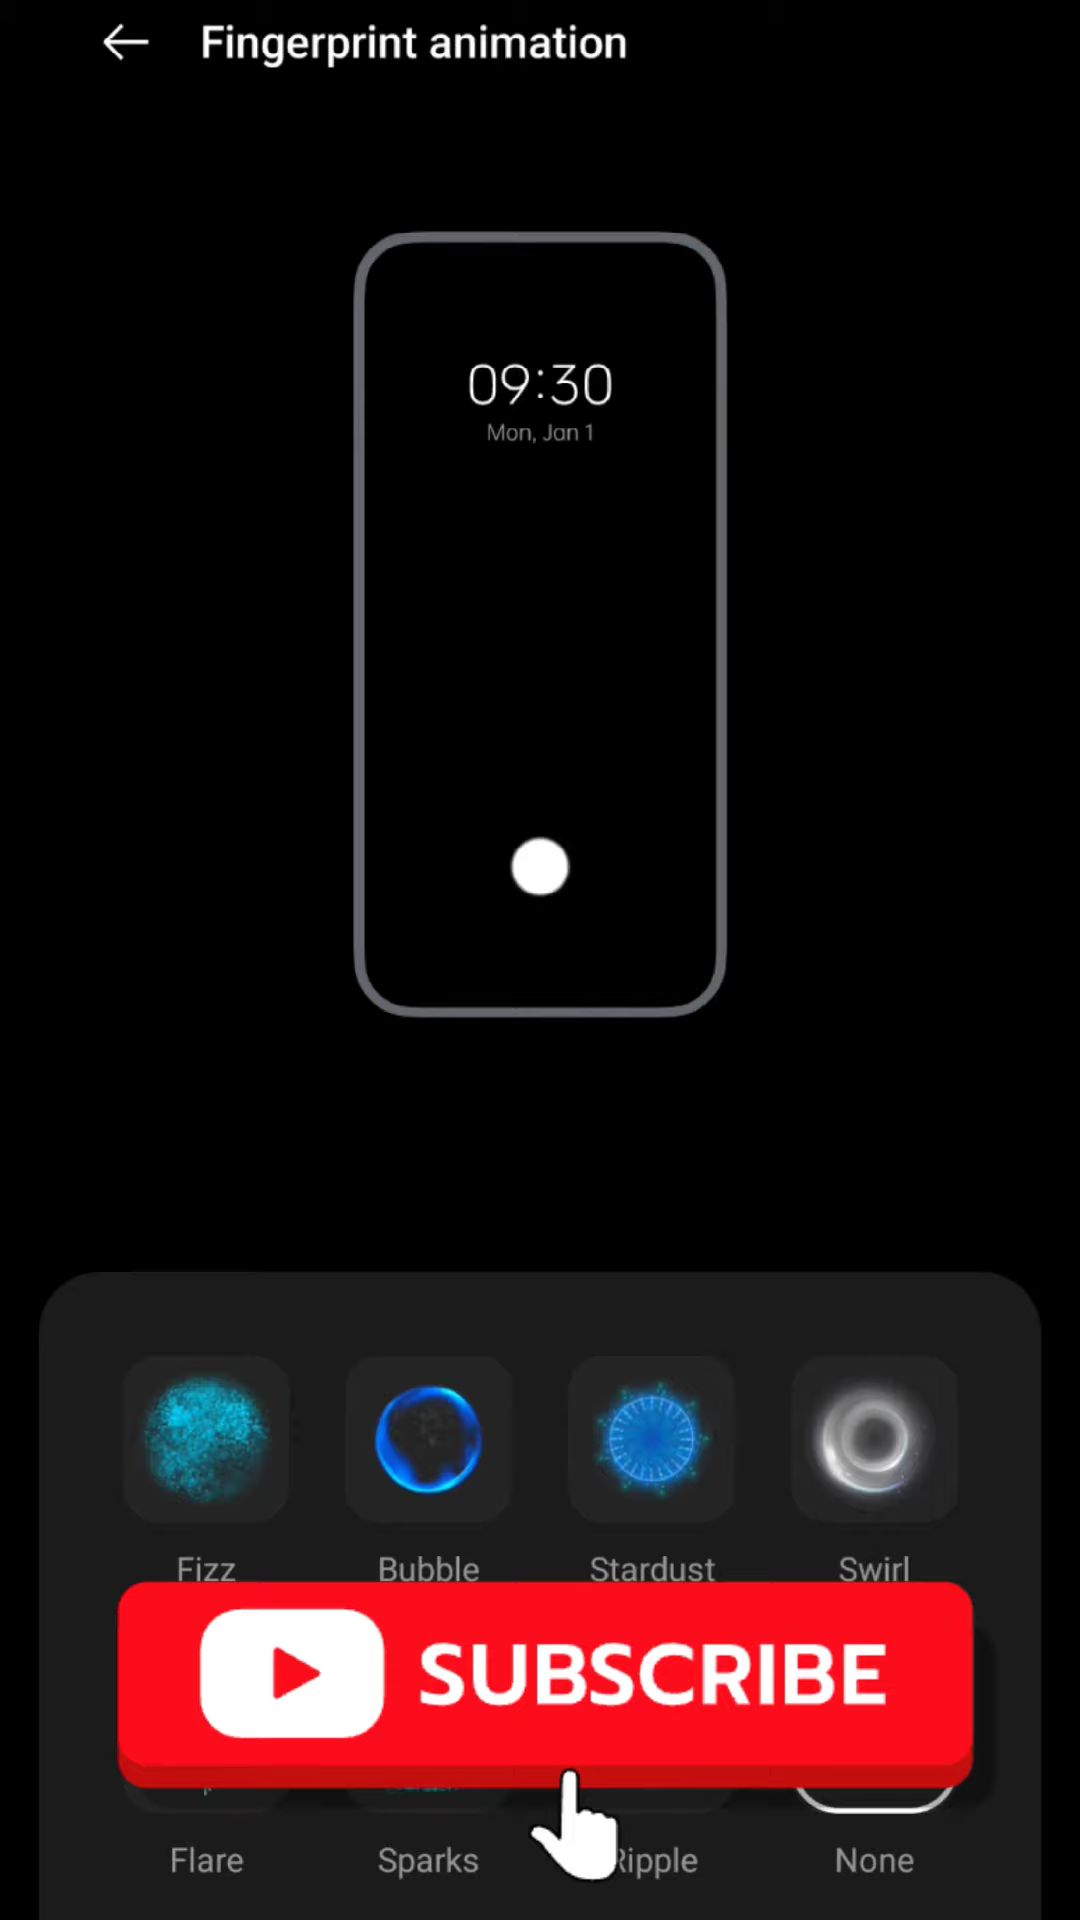 Fingerprint animation
09:30
Mon, Jan 1
Fizz Bubble Stardust Swirl
SUBSCRIBE
Flare Sparks Ripple None